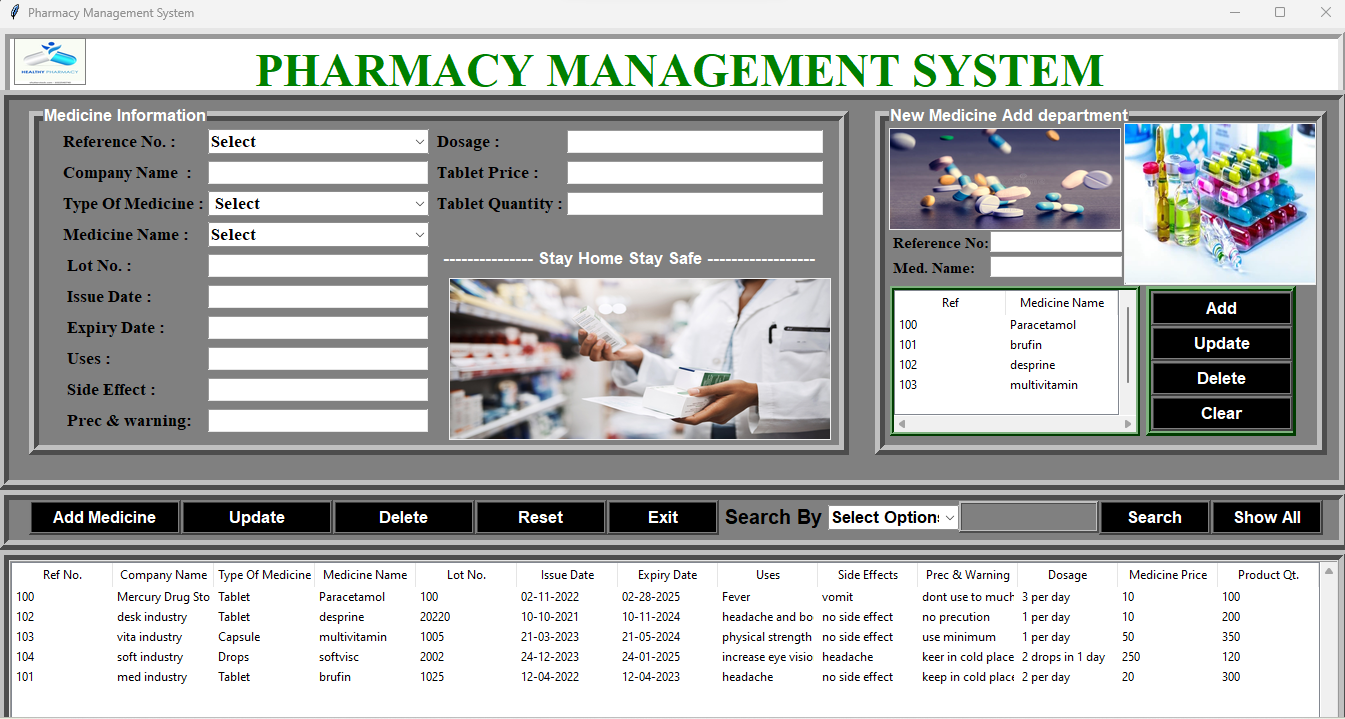 Pharmacy Management System
HEALTHY PHARMACY
PHARMACY MANAGEMENT SYSTEM
Medicine Information
Reference No. : Select
Company Name :
Type Of Medicine : Select
Medicine Name : Select
Lot No. :
Issue Date :
Expiry Date :
Uses :
Side Effect :
Prec & warning:
Dosage :
Tablet Price :
Tablet Quantity :
--------------- Stay Home Stay Safe ------------------
New Medicine Add department
Reference No:
Med. Name:
Ref Medicine Name
100 Paracetamol
101 brufin
102 desprine
103 multivitamin
Add
Update
Delete
Clear
Add Medicine Update Delete Reset Exit Search By Select Options Search Show All
Ref No. Company Name Type Of Medicine Medicine Name Lot No. Issue Date Expiry Date Uses Side Effects Prec & Warning Dosage Medicine Price Product Qt.
100 Mercury Drug Sto Tablet Paracetamol 100 02-11-2022 02-28-2025 Fever vomit dont use to much 3 per day 10 100
102 desk industry Tablet desprine 20220 10-10-2021 10-11-2024 headache and bo no side effect no precution 1 per day 10 200
103 vita industry Capsule multivitamin 1005 21-03-2023 21-05-2024 physical strength no side effect use minimum 1 per day 50 350
104 soft industry Drops softvisc 2002 24-12-2023 24-01-2025 increase eye visio headache keer in cold place 2 drops in 1 day 250 120
101 med industry Tablet brufin 1025 12-04-2022 12-04-2023 headache no side effect keep in cold place 2 per day 20 300